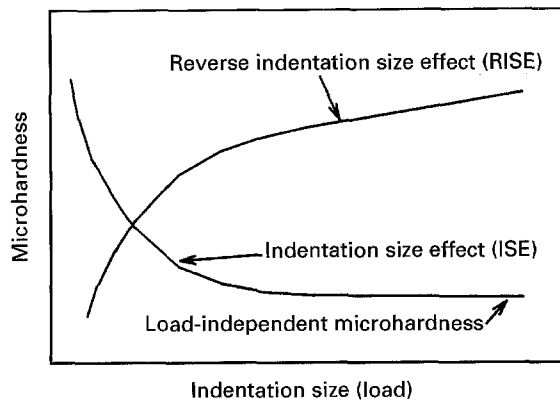 Reverse indentation size effect (RISE)
Microhardness
Indentation size effect (ISE)
Load-independent microhardness
Indentation size (load)